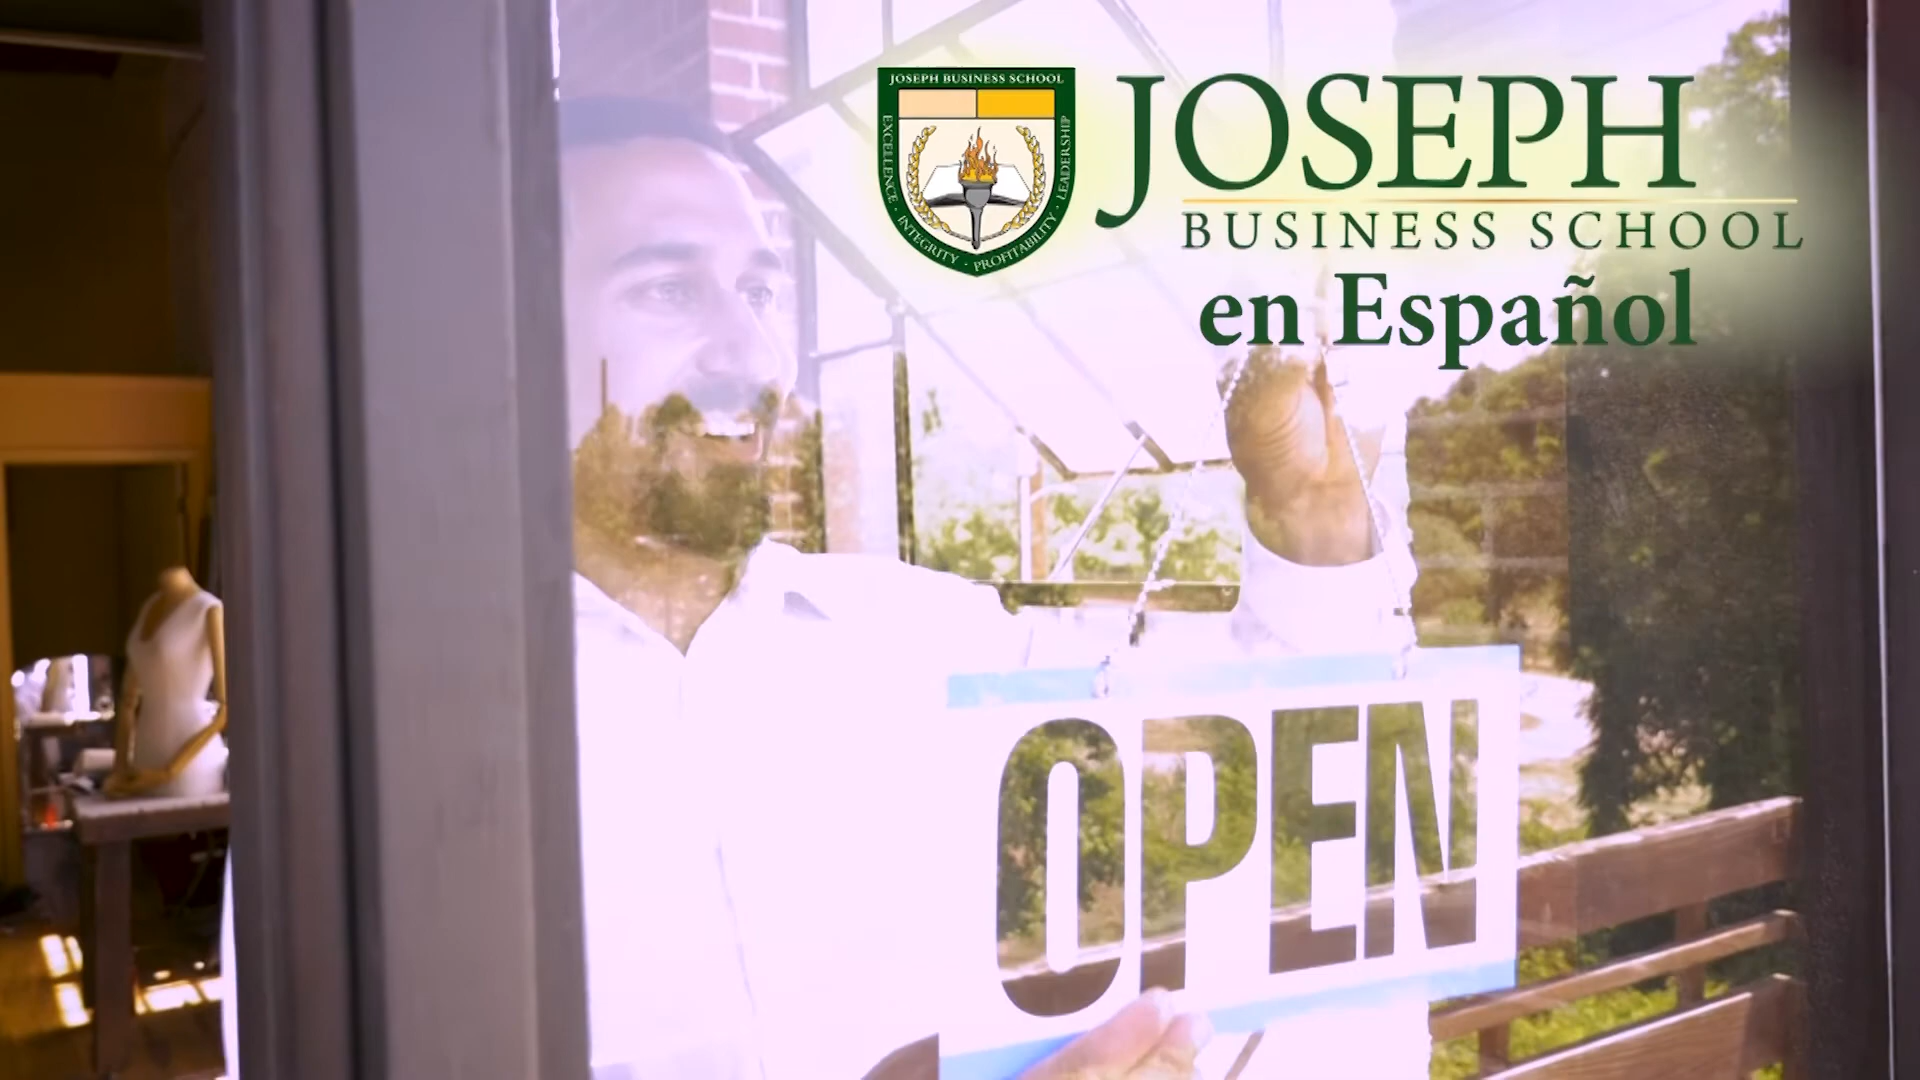 JOSEPH BUSINESS SCHOOL
EXCELLENCE · INTEGRITY · PROFITABILITY · LEADERSHIP
JOSEPH
BUSINESS SCHOOL
en Español
OPEN